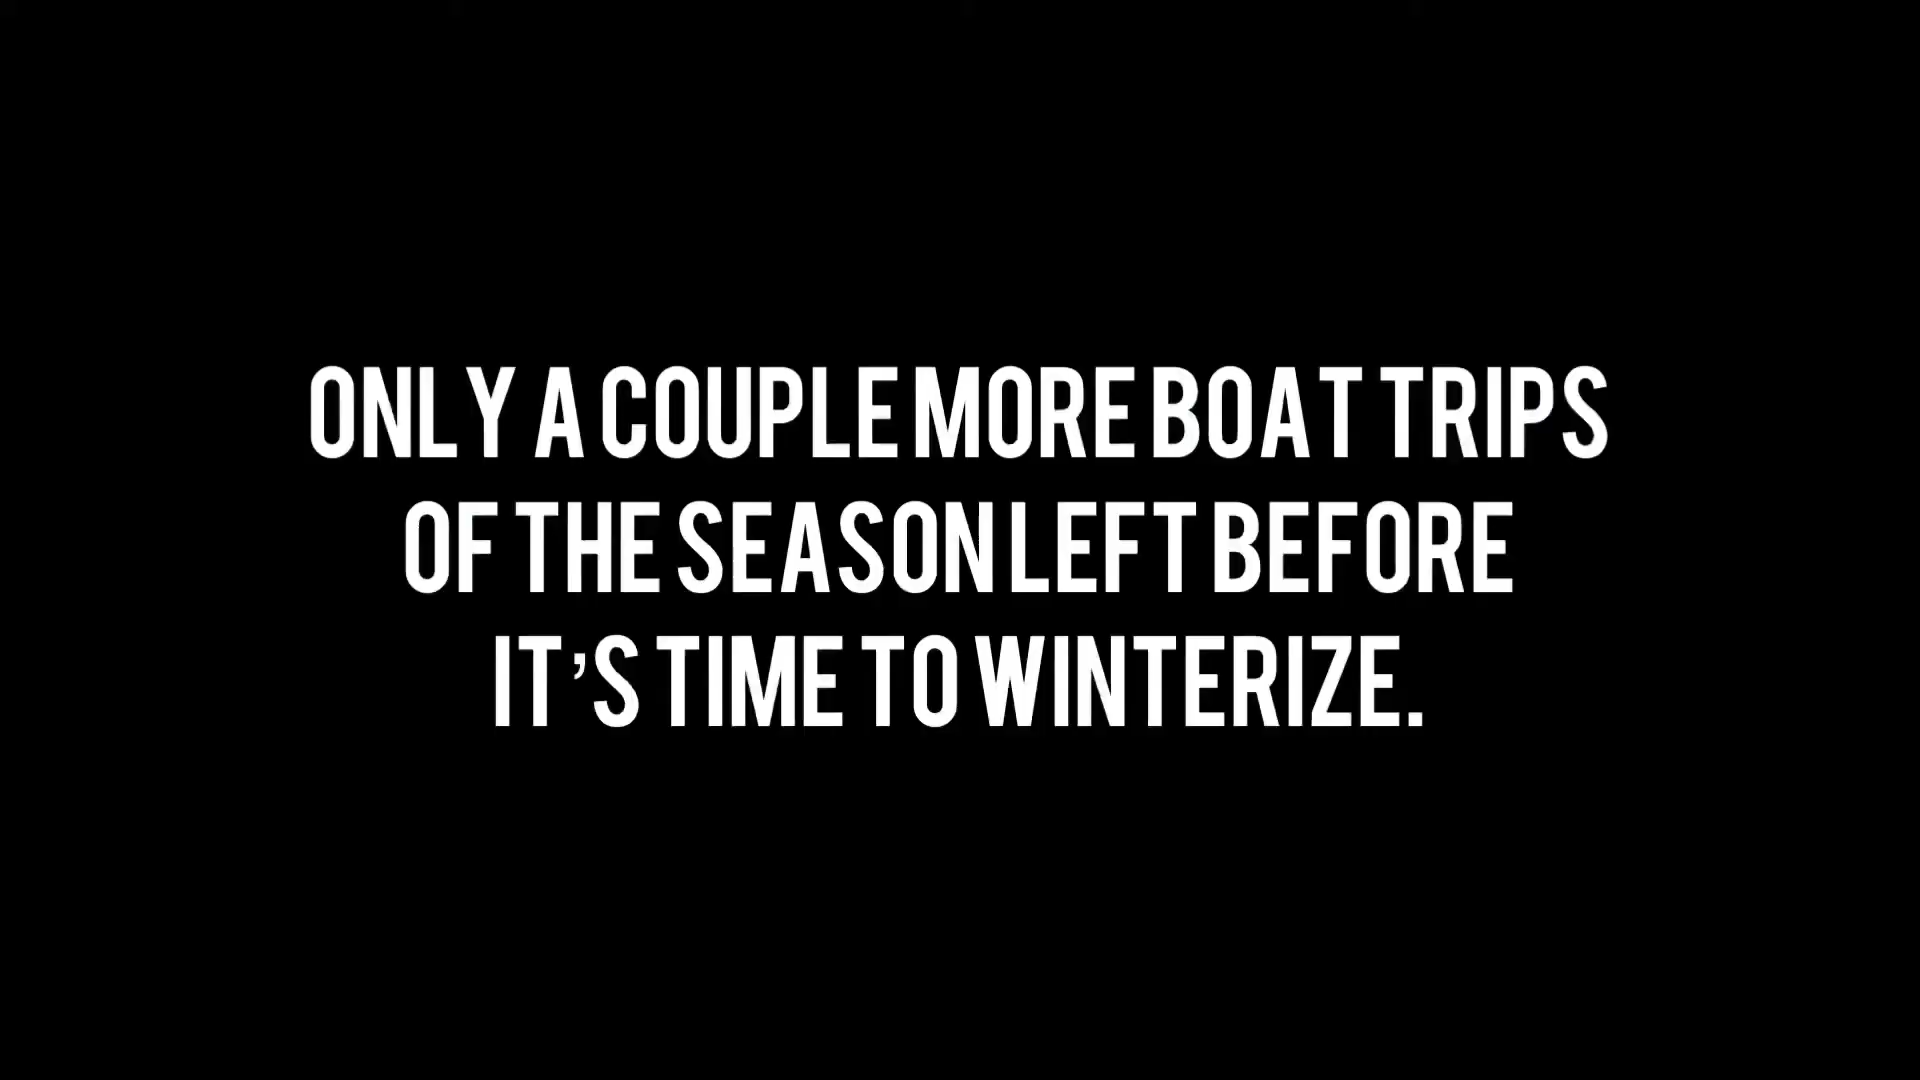 ONLY A COUPLE MORE BOAT TRIPS
OF THE SEASON LEFT BEFORE
IT’S TIME TO WINTERIZE.